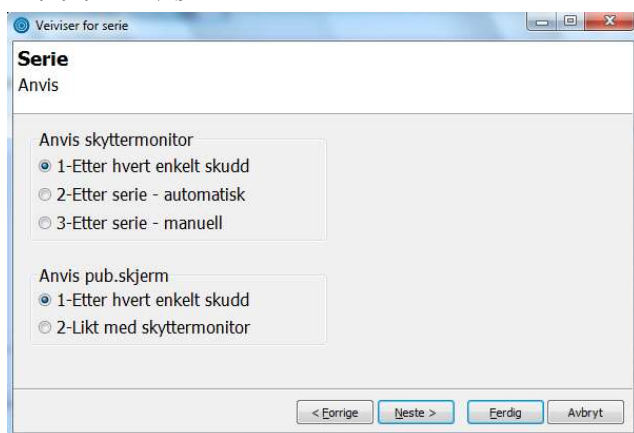 Veiviser for serie
Serie
Anvis
Anvis skyttermonitor
1-Etter hvert enkelt skudd
2-Etter serie - automatisk
3-Etter serie - manuell
Anvis pub.skjerm
1-Etter hvert enkelt skudd
2-Likt med skyttermonitor
< Forrige Neste > Ferdig Avbryt